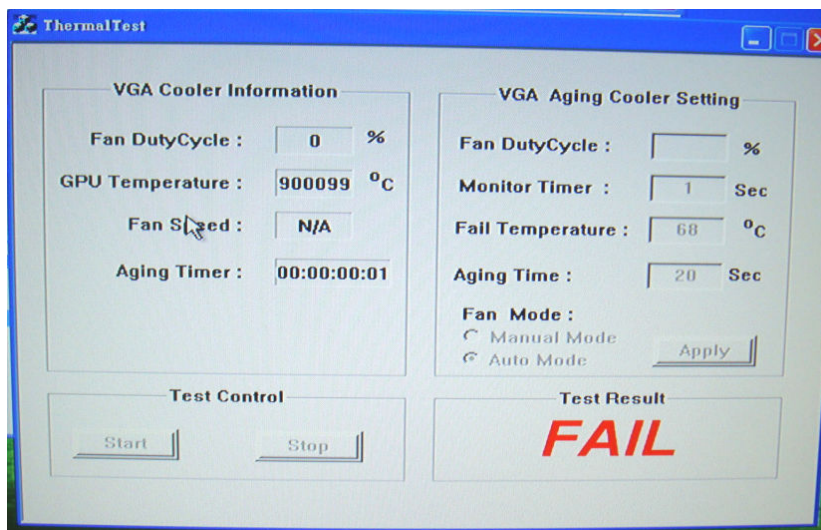 ThermalTest
VGA Cooler Information
Fan DutyCycle : 0 %
GPU Temperature : 900099 °C
Fan Speed : N/A
Aging Timer : 00:00:00:01
VGA Aging Cooler Setting
Fan DutyCycle : %
Monitor Timer : 1 Sec
Fail Temperature : 68 °C
Aging Time : 20 Sec
Fan Mode :
Manual Mode
Auto Mode
Apply
Test Control
Start Stop
Test Result
FAIL